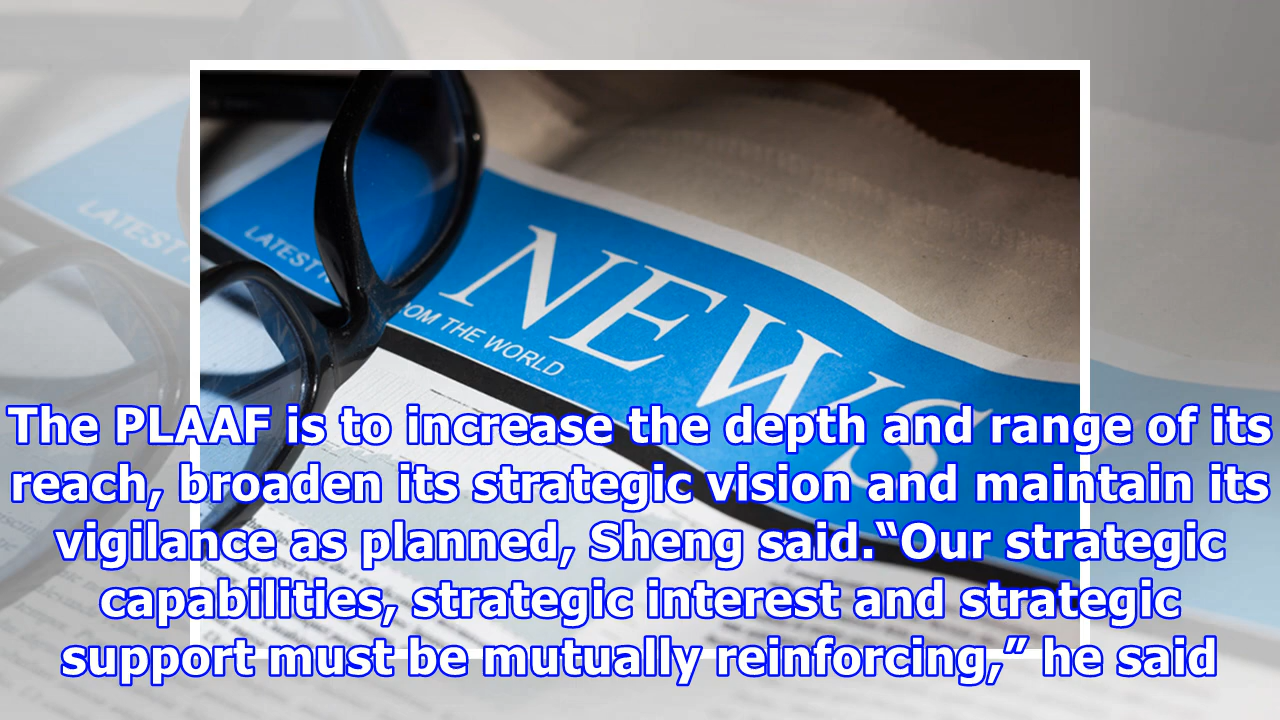 LATEST
LATEST
NEWS
OM THE WORLD
The PLAAF is to increase the depth and range of its
reach, broaden its strategic vision and maintain its
vigilance as planned, Sheng said.“Our strategic
capabilities, strategic interest and strategic
support must be mutually reinforcing,” he said